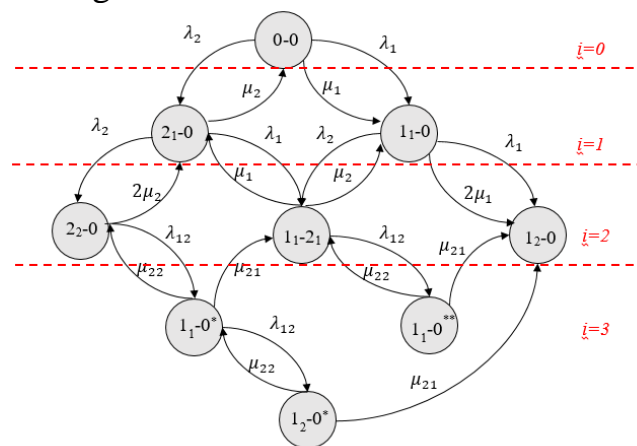 0-0
i=0
λ₂
λ₁
μ₂
μ₁
2₁-0
1₁-0
i=1
λ₂
λ₁
λ₂
λ₁
μ₁
μ₂
2μ₂
2μ₁
2₂-0
1₁-2₁
1₂-0
i=2
λ₁₂
λ₁₂
μ₂₁
μ₂₂
μ₂₁
μ₂₂
1₁-0*
1₁-0**
i=3
λ₁₂
μ₂₂
μ₂₁
1₂-0*